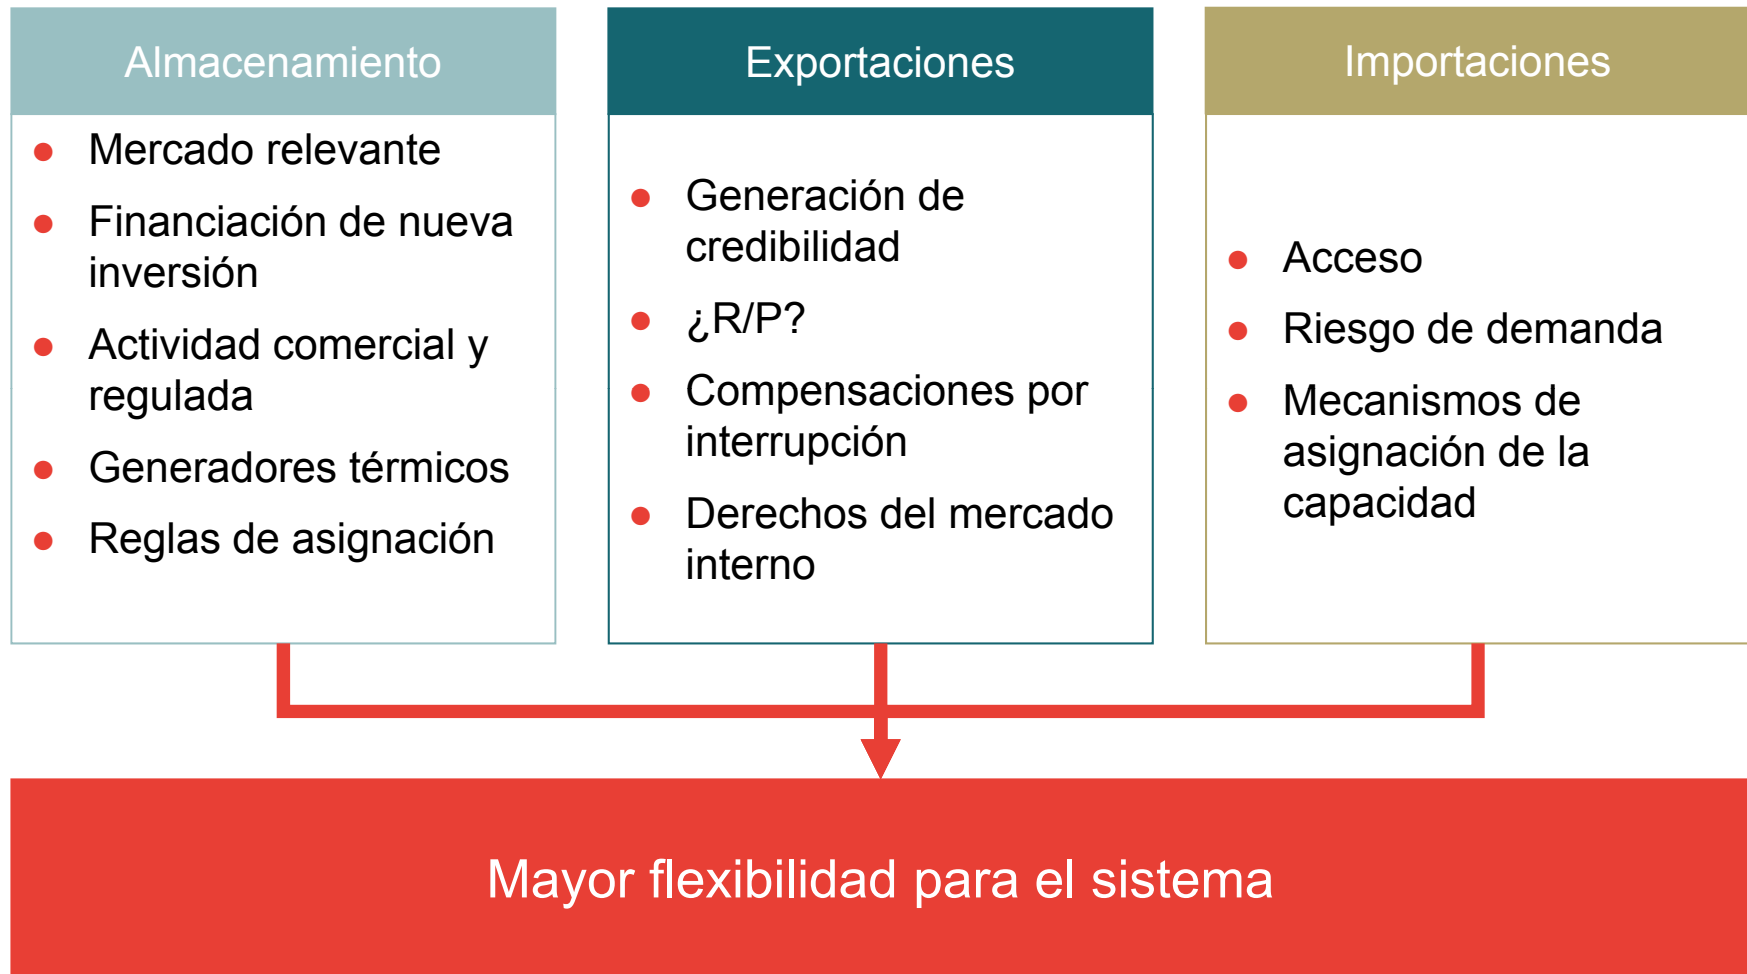 Almacenamiento
● Mercado relevante
● Financiación de nueva
inversión
● Actividad comercial y
regulada
● Generadores térmicos
● Reglas de asignación
Exportaciones
● Generación de
credibilidad
● ¿R/P?
● Compensaciones por
interrupción
● Derechos del mercado
interno
Importaciones
● Acceso
● Riesgo de demanda
● Mecanismos de
asignación de la
capacidad
Mayor flexibilidad para el sistema